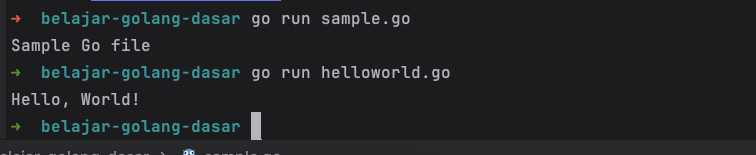 → belajar-golang-dasar go run sample.go
Sample Go file
→ belajar-golang-dasar go run helloworld.go
Hello, World!
→ belajar-golang-dasar